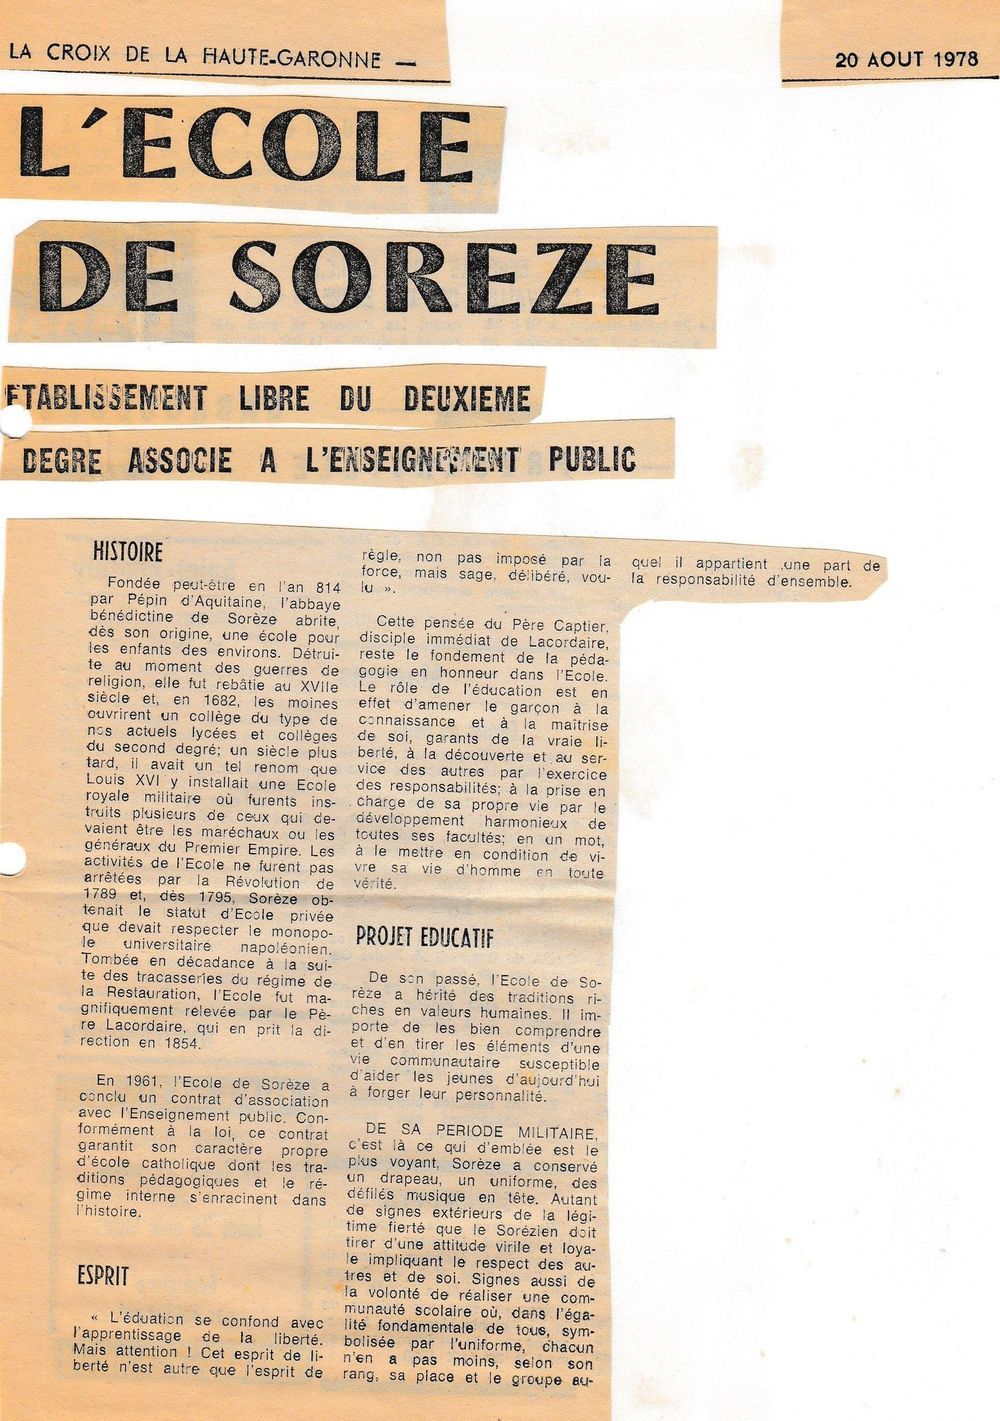 LA CROIX DE LA HAUTE-GARONNE —
20 AOUT 1978
L'ECOLE
DE SOREZE
ETABLISSEMENT LIBRE DU DEUXIEME
DEGRE ASSOCIE A L'ENSEIGNEMENT PUBLIC
HISTOIRE
Fondée peut-être en l'an 814
par Pépin d'Aquitaine, l'abbaye
bénédictine de Sorèze abrite,
dès son origine, une école pour
les enfants des environs. Détrui-
te au moment des guerres de
religion, elle fut rebâtie au XVIIe
siècle et, en 1682, les moines
ouvrirent un collège du type de
nos actuels lycées et collèges
du second degré; un siècle plus
tard, il avait un tel renom que
Louis XVI y installait une Ecole
royale militaire où furents ins-
truits plusieurs de ceux qui de-
vaient être les maréchaux ou les
généraux du Premier Empire. Les
activités de l'Ecole ne furent pas
arrêtées par la Révolution de
1789 et, dès 1795, Sorèze ob-
tenait le statut d'Ecole privée
que devait respecter le monopo-
le universitaire napoléonien.
Tombée en décadance à la sui-
te des tracasseries du régime de
la Restauration, l'Ecole fut ma-
gnifiquement relevée par le Pè-
re Lacordaire, qui en prit la di-
rection en 1854.
En 1961, l'Ecole de Sorèze a
conclu un contrat d'association
avec l'Enseignement public. Con-
formément à la loi, ce contrat
garantit son caractère propre
d'école catholique dont les tra-
ditions pédagogiques et le ré-
gime interne s'enracinent dans
l'histoire.
ESPRIT
« L'éduation se confond avec
l'apprentissage de la liberté.
Mais attention ! Cet esprit de li-
berté n'est autre que l'esprit de
règle, non pas imposé par la
force, mais sage, délibéré, vou-
lu ».
Cette pensée du Père Captier,
disciple immédiat de Lacordaire,
reste le fondement de la péda-
gogie en honneur dans l'Ecole.
Le rôle de l'éducation est en
effet d'amener le garçon à la
connaissance et à la maîtrise
de soi, garants de la vraie li-
berté, à la découverte et au ser-
vice des autres par l'exercice
des responsabilités; à la prise en
charge de sa propre vie par le
développement harmonieux de
toutes ses facultés; en un mot,
à le mettre en condition de vi-
vre sa vie d'homme en toute
vérité.
PROJET EDUCATIF
De son passé, l'Ecole de So-
rèze a hérité des traditions ri-
ches en valeurs humaines. Il im-
porte de les bien comprendre
et d'en tirer les éléments d'une
vie communautaire susceptible
d'aider les jeunes d'aujourd'hui
à forger leur personnalité.
DE SA PERIODE MILITAIRE,
c'est là ce qui d'emblée est le
plus voyant, Sorèze a conservé
un drapeau, un uniforme, des
défilés musique en tête. Autant
de signes extérieurs de la légi-
time fierté que le Sorézien doit
tirer d'une attitude virile et loya-
le impliquant le respect des au-
tres et de soi. Signes aussi de
la volonté de réaliser une com-
munauté scolaire où, dans l'éga-
lité fondamentale de tous, sym-
bolisée par l'uniforme, chacun
n'en a pas moins, selon son
rang, sa place et le groupe au-
quel il appartient ,une part de
la responsabilité d'ensemble.